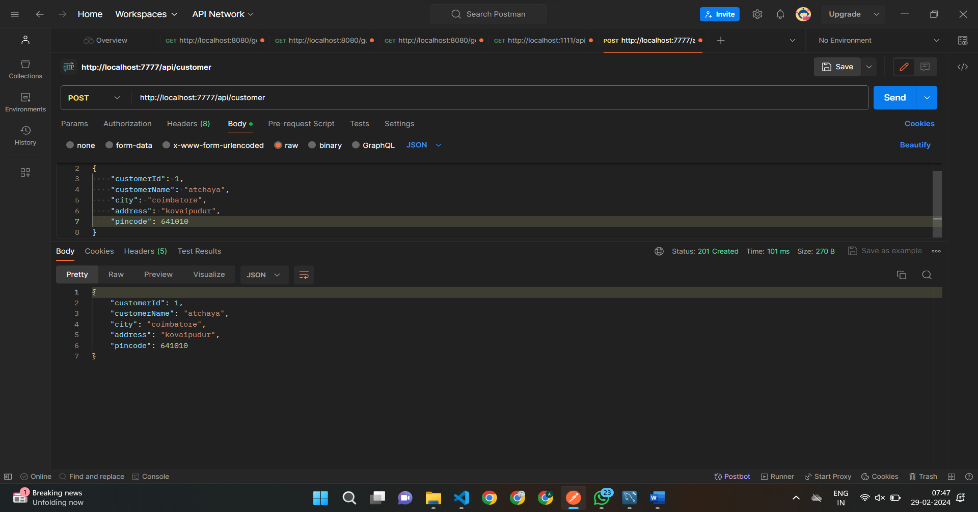 Home Workspaces API Network Search Postman Invite Upgrade
Overview GET http://localhost:8080/g GET http://localhost:8080/g. GET http://localhost:8080/g GET http://localhost:1111/api POST http://localhost:7777/a No Environment
http://localhost:7777/api/customer Save
Collections
Environments
History
POST http://localhost:7777/api/customer Send
Params Authorization Headers (8) Body Pre-request Script Tests Settings Cookies
none form-data x-www-form-urlencoded raw binary GraphQL JSON Beautify
2 {
3 "customerId": 1,
4 "customerName": "atchaya",
5 "city": "coimbatore",
6 "address": "kovaipudur",
7 "pincode": 641010
8 }
Body Cookies Headers (5) Test Results Status: 201 Created Time: 101 ms Size: 270 B Save as example
Pretty Raw Preview Visualize JSON
1 {
2 "customerId": 1,
3 "customerName": "atchaya",
4 "city": "coimbatore",
5 "address": "kovaipudur",
6 "pincode": 641010
7 }
Online Find and replace Console Postbot Runner Start Proxy Cookies Trash
1 Breaking news
Unfolding now
23
ENG
IN
07:47
29-02-2024